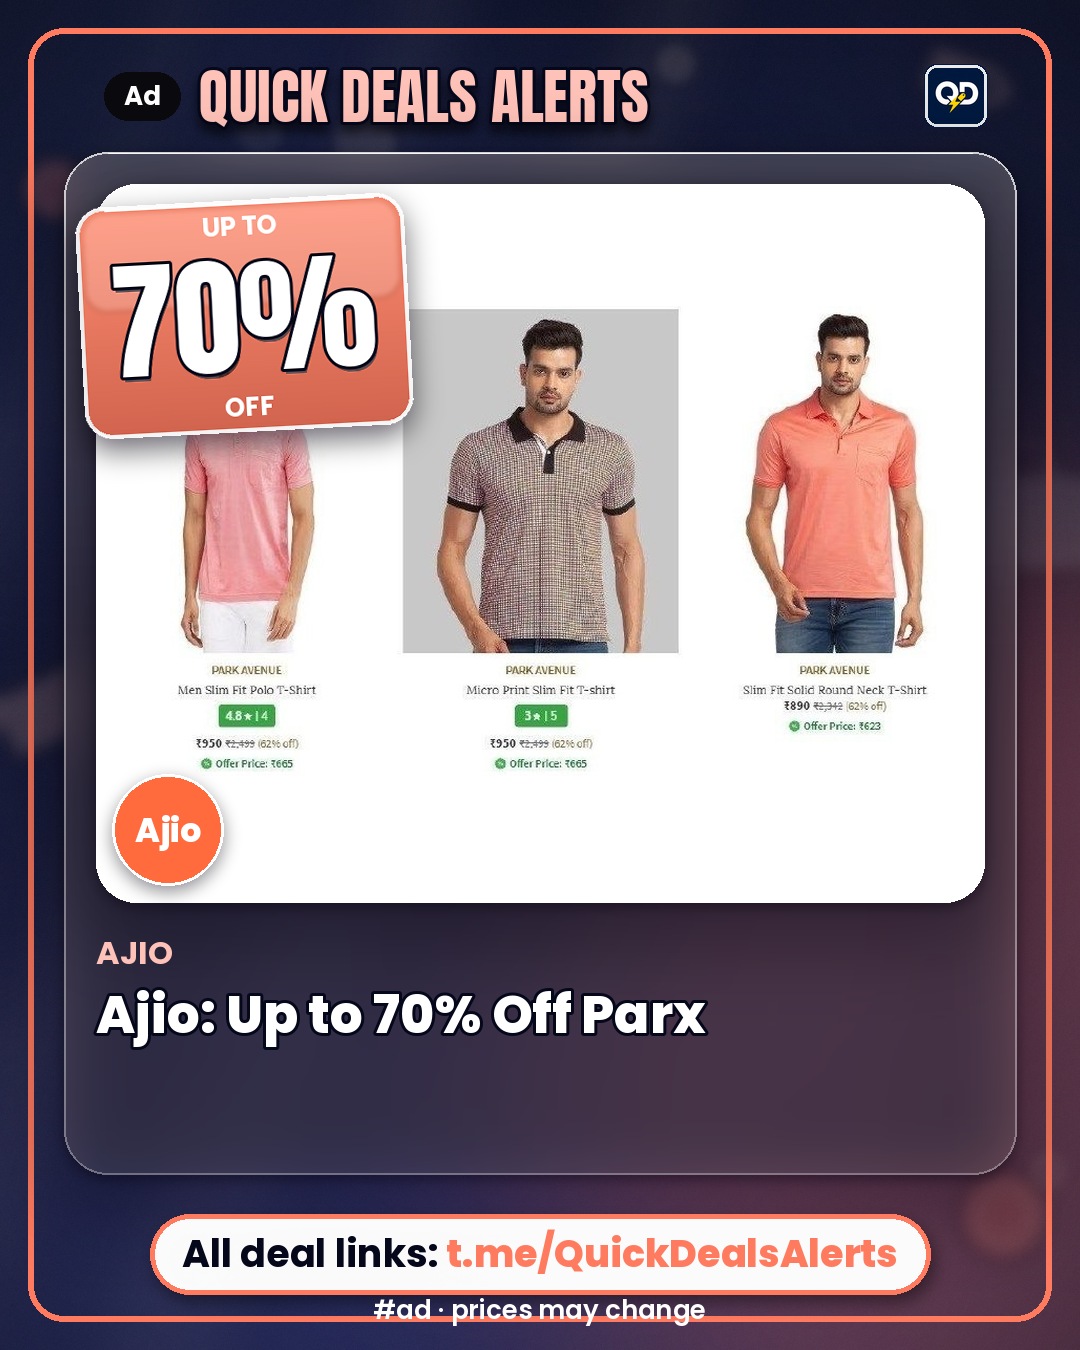 Ad
QUICK DEALS ALERTS
QD
UP TO
70%
OFF
PARK AVENUE
Men Slim Fit Polo T-Shirt
4.8★ | 4
₹950 ₹2,499 (62% off)
Offer Price: ₹665
PARK AVENUE
Micro Print Slim Fit T-shirt
3★ | 5
₹950 ₹2,499 (62% off)
Offer Price: ₹665
PARK AVENUE
Slim Fit Solid Round Neck T-Shirt
₹890 ₹2,342 (62% off)
Offer Price: ₹623
Ajio
AJIO
Ajio: Up to 70% Off Parx
All deal links: t.me/QuickDealsAlerts
#ad · prices may change